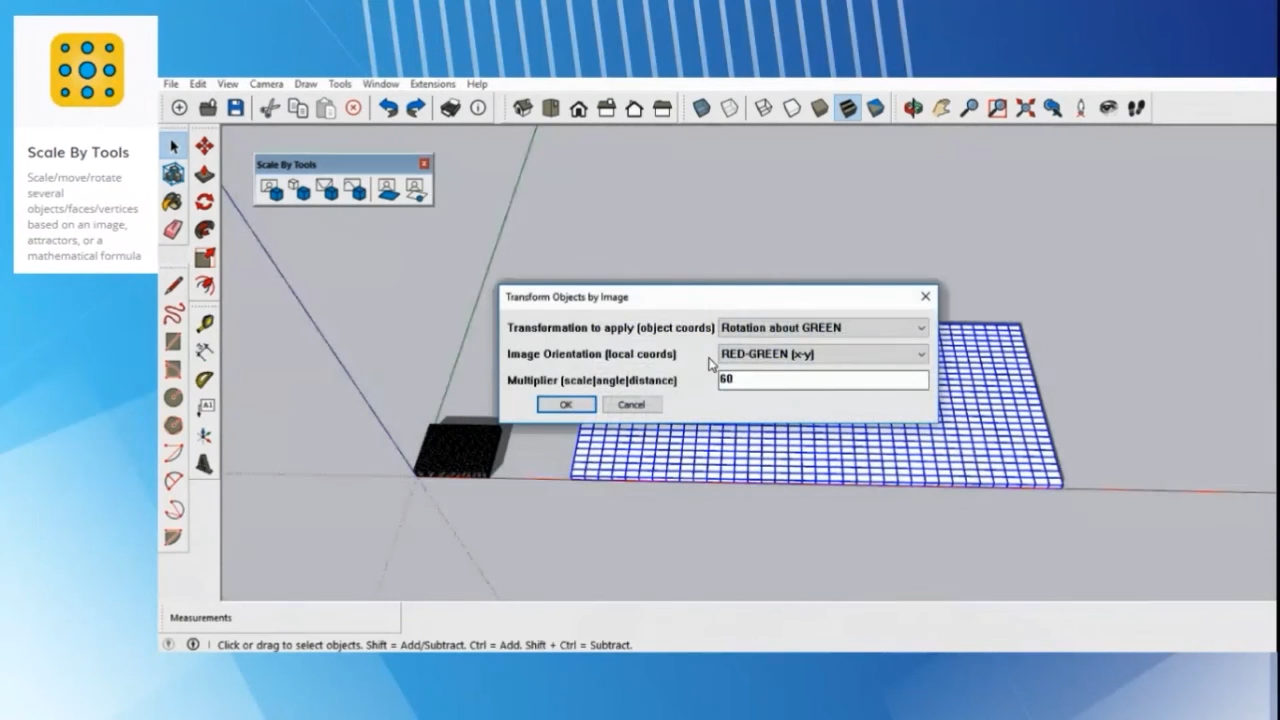 File Edit View Camera Draw Tools Window Extensions Help
Scale By Tools
Scale/move/rotate
several
objects/faces/vertices
based on an image,
attractors, or a
mathematical formula
Scale By Tools
Transform Objects by Image
Transformation to apply (object coords) Rotation about GREEN
Image Orientation (local coords) RED-GREEN (x-y)
Multiplier (scale|angle|distance) 60
OK Cancel
A1
Measurements
Click or drag to select objects. Shift = Add/Subtract. Ctrl = Add. Shift + Ctrl = Subtract.